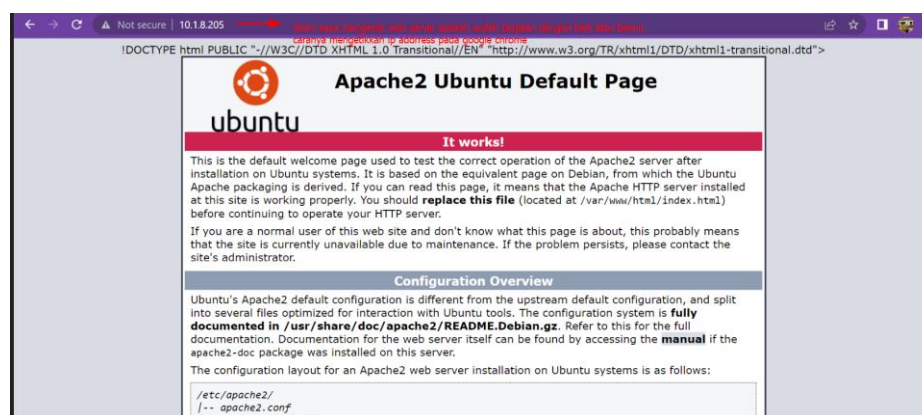 Not secure | 10.1.8.205
caranya mengetikkan ip address pada google chrome
!DOCTYPE html PUBLIC "-//W3C//DTD XHTML 1.0 Transitional//EN" "http://www.w3.org/TR/xhtml1/DTD/xhtml1-transitional.dtd">
Apache2 Ubuntu Default Page
ubuntu
It works!
This is the default welcome page used to test the correct operation of the Apache2 server after
installation on Ubuntu systems. It is based on the equivalent page on Debian, from which the Ubuntu
Apache packaging is derived. If you can read this page, it means that the Apache HTTP server installed
at this site is working properly. You should replace this file (located at /var/www/html/index.html)
before continuing to operate your HTTP server.
If you are a normal user of this web site and don't know what this page is about, this probably means
that the site is currently unavailable due to maintenance. If the problem persists, please contact the
site's administrator.
Configuration Overview
Ubuntu's Apache2 default configuration is different from the upstream default configuration, and split
into several files optimized for interaction with Ubuntu tools. The configuration system is fully
documented in /usr/share/doc/apache2/README.Debian.gz. Refer to this for the full
documentation. Documentation for the web server itself can be found by accessing the manual if the
apache2-doc package was installed on this server.
The configuration layout for an Apache2 web server installation on Ubuntu systems is as follows:
/etc/apache2/
|-- apache2.conf